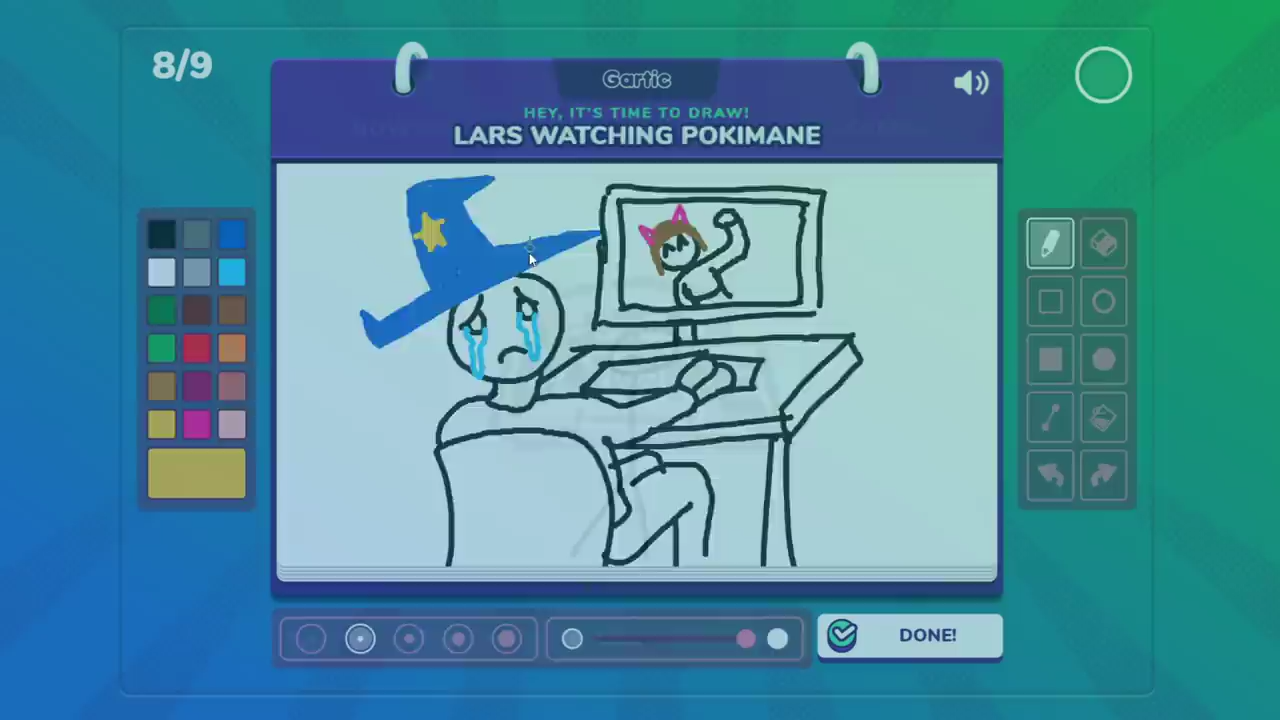 8/9
Gartic
HEY, IT'S TIME TO DRAW!
LARS WATCHING POKIMANE
DONE!